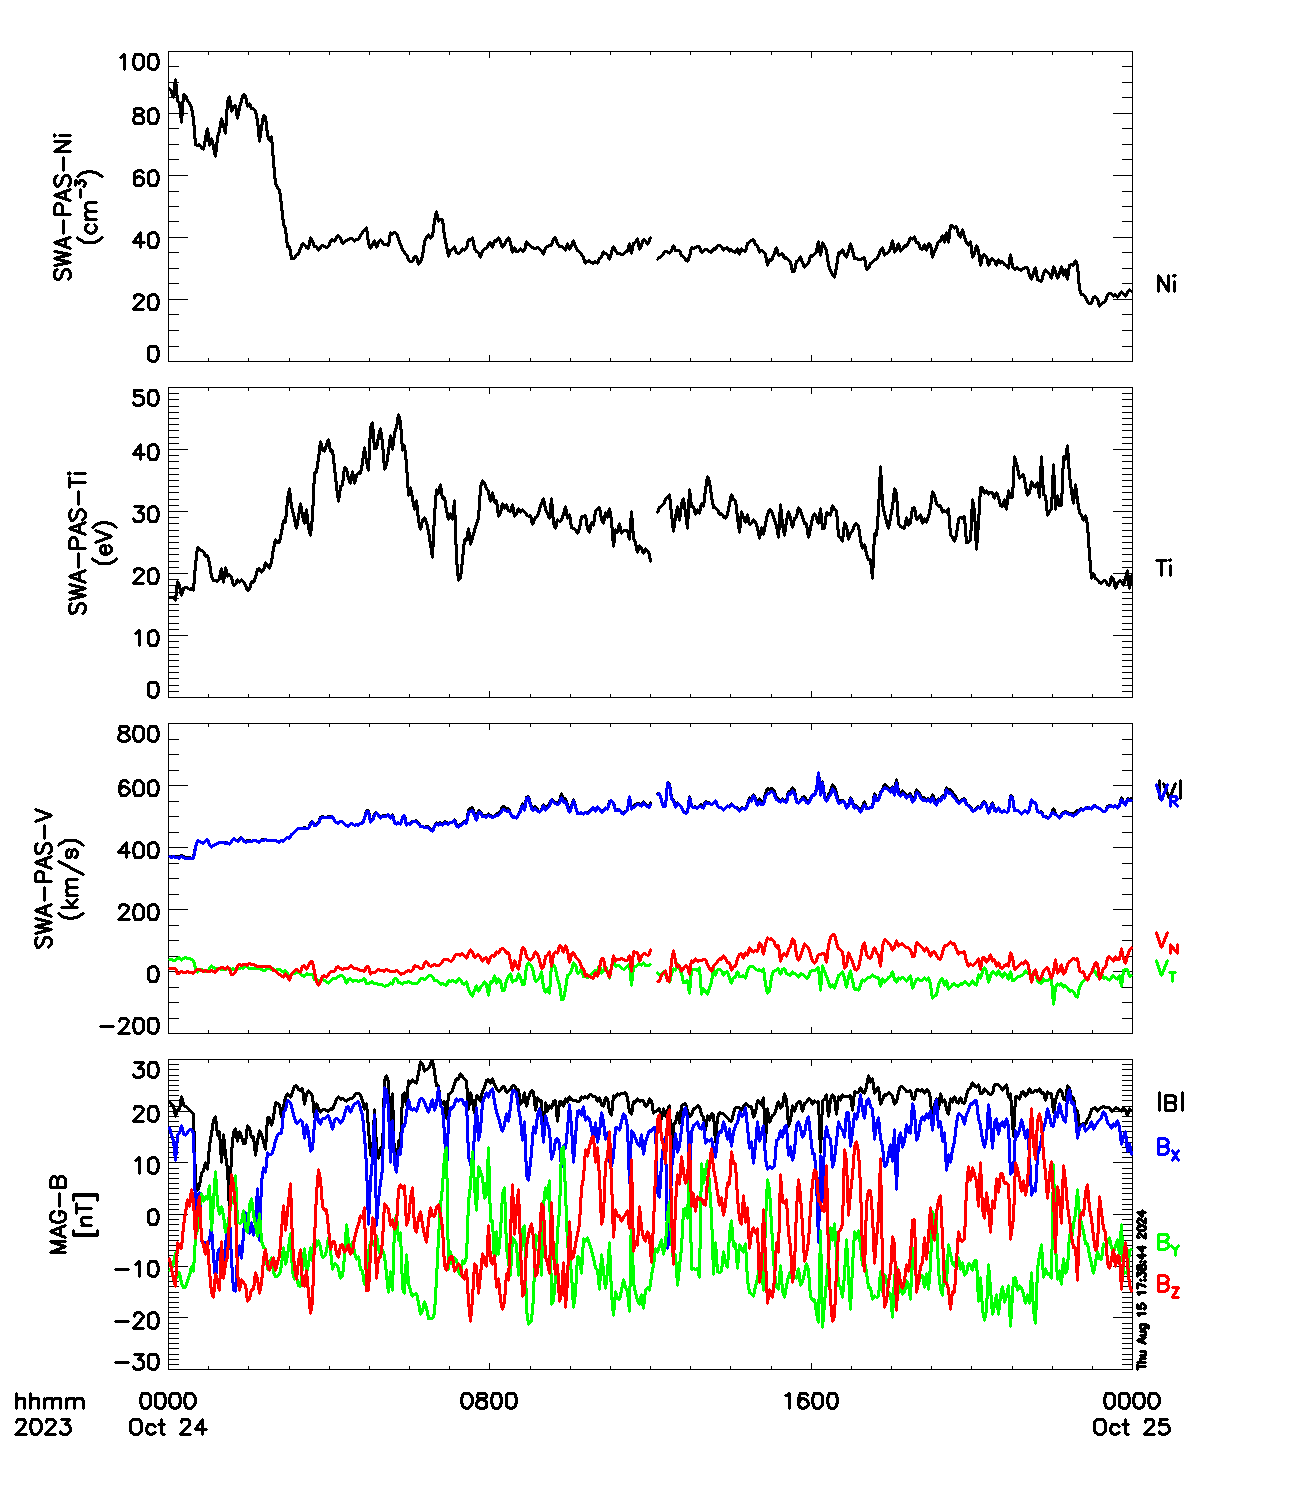 100
80
60
40
20
0
SWA-PAS-Ni
(cm⁻³)
Ni
50
40
30
20
10
0
SWA-PAS-Ti
(eV)
Ti
800
600
400
200
0
-200
SWA-PAS-V
(km/s)
|V|
V_R
V_N
V_T
30
20
10
0
-10
-20
-30
MAG-B
[nT]
|B|
B_X
B_Y
B_Z
Thu Aug 15 17:38:44 2024
hhmm 0000 0800 1600 0000
2023 Oct 24 Oct 25